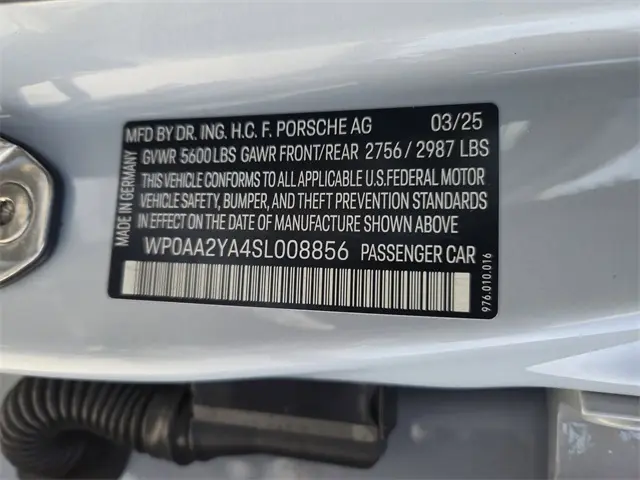 MFD BY DR. ING. H.C. F. PORSCHE AG 03/25
GVWR 5600LBS GAWR FRONT/REAR 2756/2987 LBS
THIS VEHICLE CONFORMS TO ALL APPLICABLE U.S.FEDERAL MOTOR
VEHICLE SAFETY, BUMPER, AND THEFT PREVENTION STANDARDS
IN EFFECT ON THE DATE OF MANUFACTURE SHOWN ABOVE
WP0AA2YA4SL008856 PASSENGER CAR
MADE IN GERMANY
976.010.016